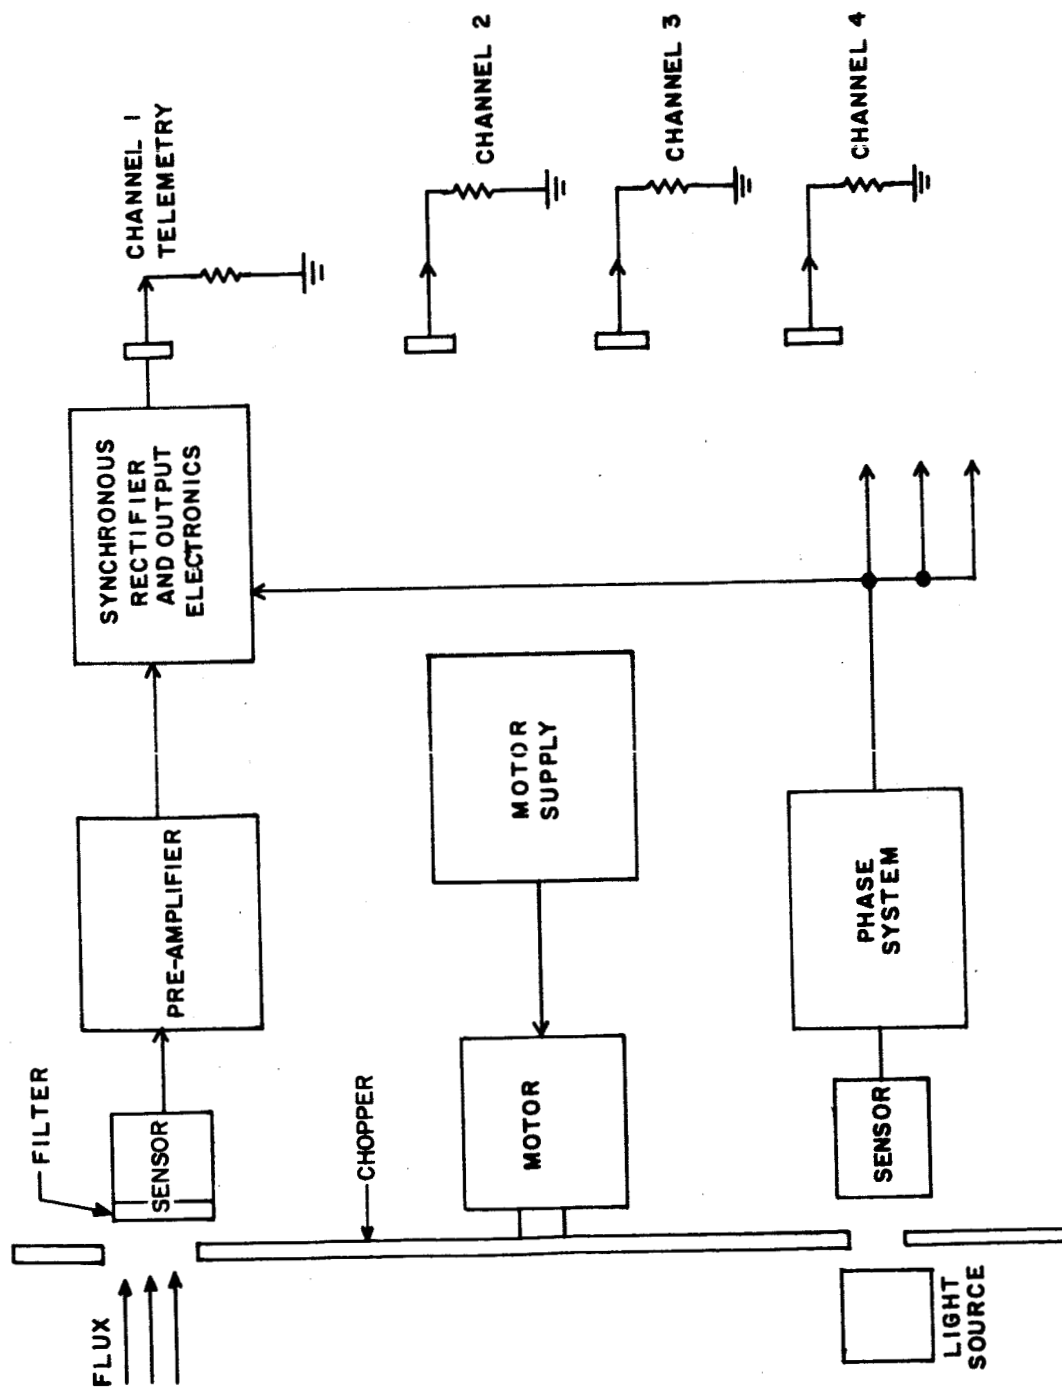 FLUX
FILTER
SENSOR
PRE-AMPLIFIER
SYNCHRONOUS
RECTIFIER
AND OUTPUT
ELECTRONICS
CHANNEL 1
TELEMETRY
CHOPPER
MOTOR
MOTOR
SUPPLY
CHANNEL 2
CHANNEL 3
CHANNEL 4
LIGHT
SOURCE
SENSOR
PHASE
SYSTEM